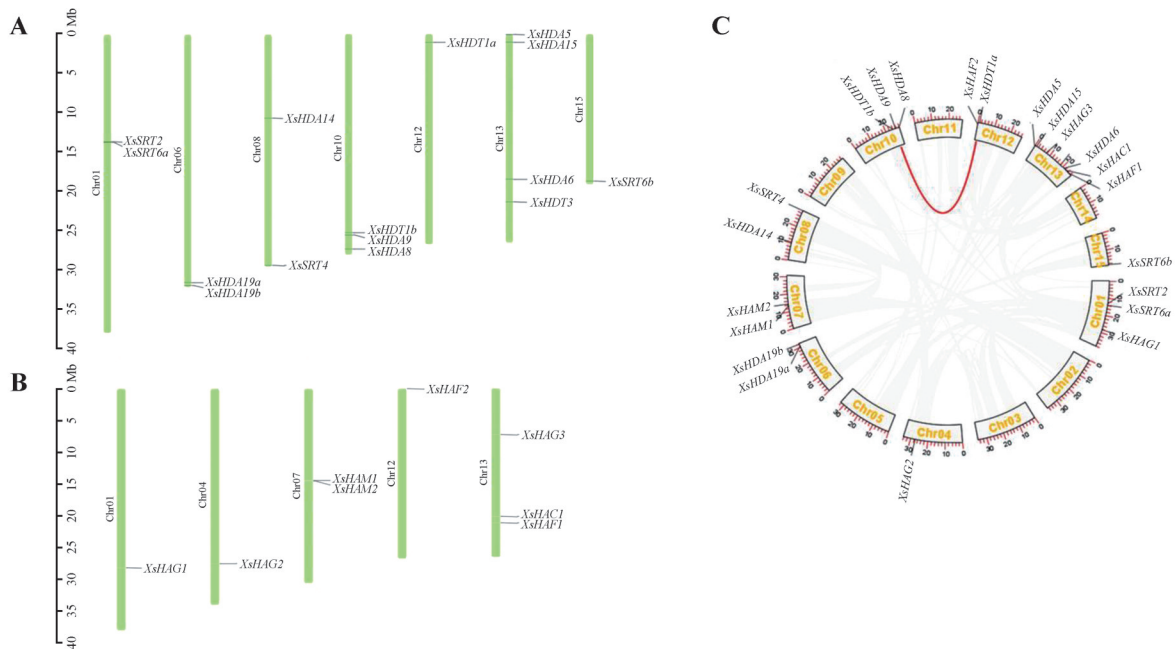 A
0 Mb
5
10
15
20
25
30
35
40
Chr01
XsSRT2
XsSRT6a
Chr06
XsHDA19a
XsHDA19b
Chr08
XsHDA14
XsSRT4
Chr10
XsHDT1b
XsHDA9
XsHDA8
Chr12
XsHDT1a
Chr13
XsHDA5
XsHDA15
XsHDA6
XsHDT3
Chr15
XsSRT6b
B
0 Mb
5
10
15
20
25
30
35
40
Chr01
XsHAG1
Chr04
XsHAG2
Chr07
XsHAM1
XsHAM2
Chr12
XsHAF2
Chr13
XsHAG3
XsHAC1
XsHAF1
C
XsHDT1b
XsHDA9
XsHDA8
XsHAF2
XsHDT1a
XsHDA5
XsHDA15
XsHAG3
XsHDA6
XsHAC1
XsHAF1
XsSRT6b
XsSRT2
XsSRT6a
XsHAG1
XsHAG2
XsHDA19a
XsHDA19b
XsHAM1
XsHAM2
XsHDA14
XsSRT4
Chr01
Chr02
Chr03
Chr04
Chr05
Chr06
Chr07
Chr08
Chr09
Chr10
Chr11
Chr12
Chr13
Chr14